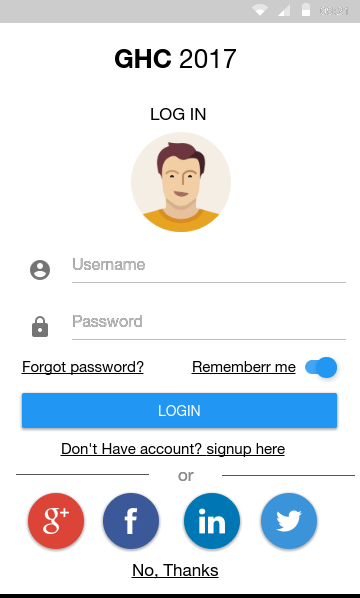 GHC 2017
LOG IN
Username
Password
Forgot password? Rememberr me
LOGIN
Don't Have account? signup here
or
g+ f in
No, Thanks